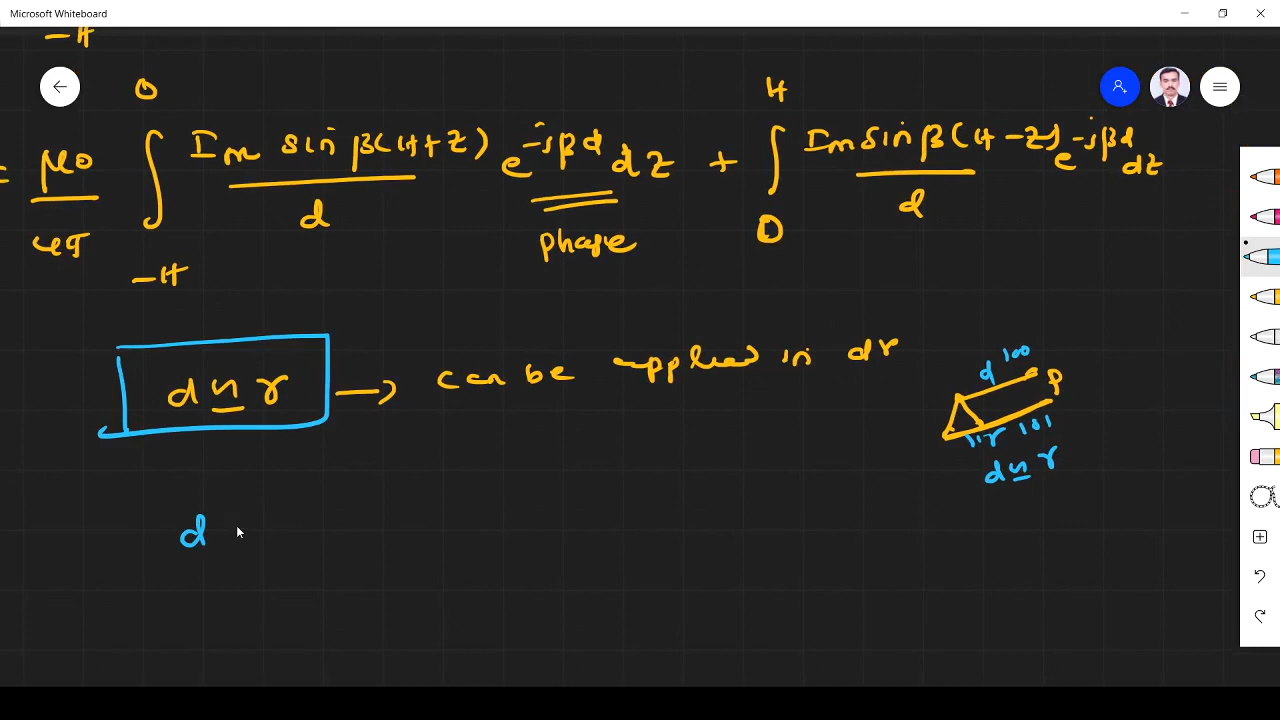 Microsoft Whiteboard
-H
= μ0/4π ∫_{-H}^{0} Im sin β(H+z)/d e^{-jβd} dz + ∫_{0}^{H} Im sin β(H-z)/d e^{-jβd} dz
phase
d ≃ r → can be applied in dr
d 100
P
r 101
d ≃ r
d